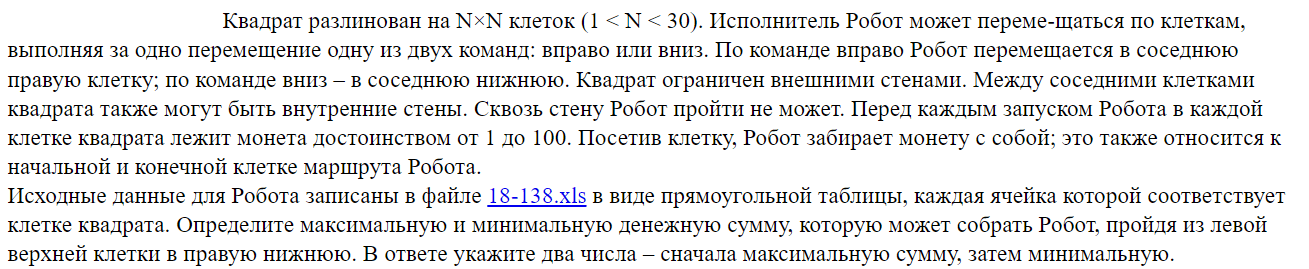 Квадрат разлинован на N×N клеток (1 < N < 30). Исполнитель Робот может переме-щаться по клеткам,
выполняя за одно перемещение одну из двух команд: вправо или вниз. По команде вправо Робот перемещается в соседнюю
правую клетку; по команде вниз – в соседнюю нижнюю. Квадрат ограничен внешними стенами. Между соседними клетками
квадрата также могут быть внутренние стены. Сквозь стену Робот пройти не может. Перед каждым запуском Робота в каждой
клетке квадрата лежит монета достоинством от 1 до 100. Посетив клетку, Робот забирает монету с собой; это также относится к
начальной и конечной клетке маршрута Робота.
Исходные данные для Робота записаны в файле 18-138.xls в виде прямоугольной таблицы, каждая ячейка которой соответствует
клетке квадрата. Определите максимальную и минимальную денежную сумму, которую может собрать Робот, пройдя из левой
верхней клетки в правую нижнюю. В ответе укажите два числа – сначала максимальную сумму, затем минимальную.